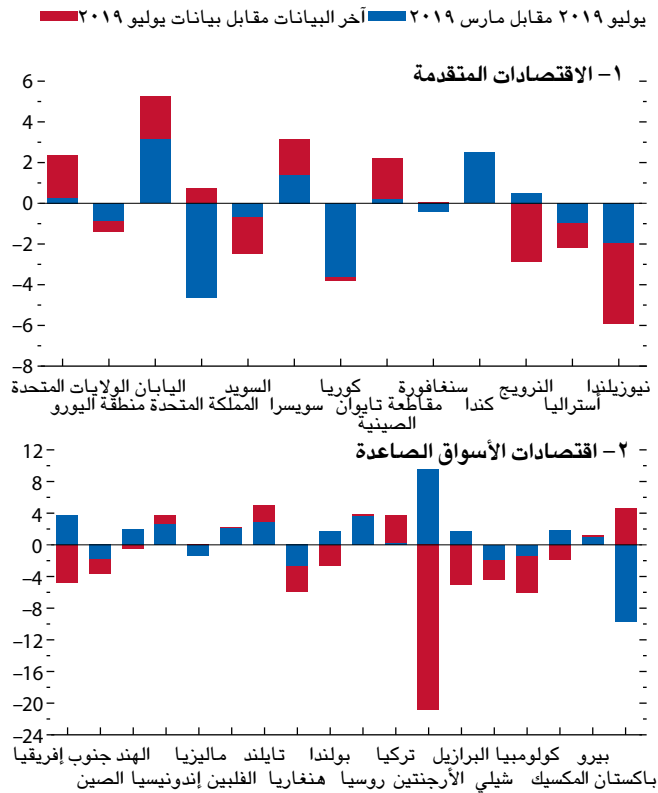 يوليو ٢٠١٩ مقابل مارس ٢٠١٩ آخر البيانات مقابل بيانات يوليو ٢٠١٩
١– الاقتصادات المتقدمة
6
4
2
0
–2
–4
–6
–8
الولايات المتحدة اليابان السويد كوريا سنغافورة النرويج نيوزيلندا
منطقة اليورو المملكة المتحدة سويسرا مقاطعة تايوان كندا أستراليا
الصينية
٢– اقتصادات الأسواق الصاعدة
12
8
4
0
–4
–8
–12
–16
–20
–24
جنوب إفريقيا الهند ماليزيا تايلند بولندا تركيا البرازيل كولومبيا بيرو
الصين إندونيسيا الفلبين هنغاريا روسيا الأرجنتين شيلي المكسيك باكستان